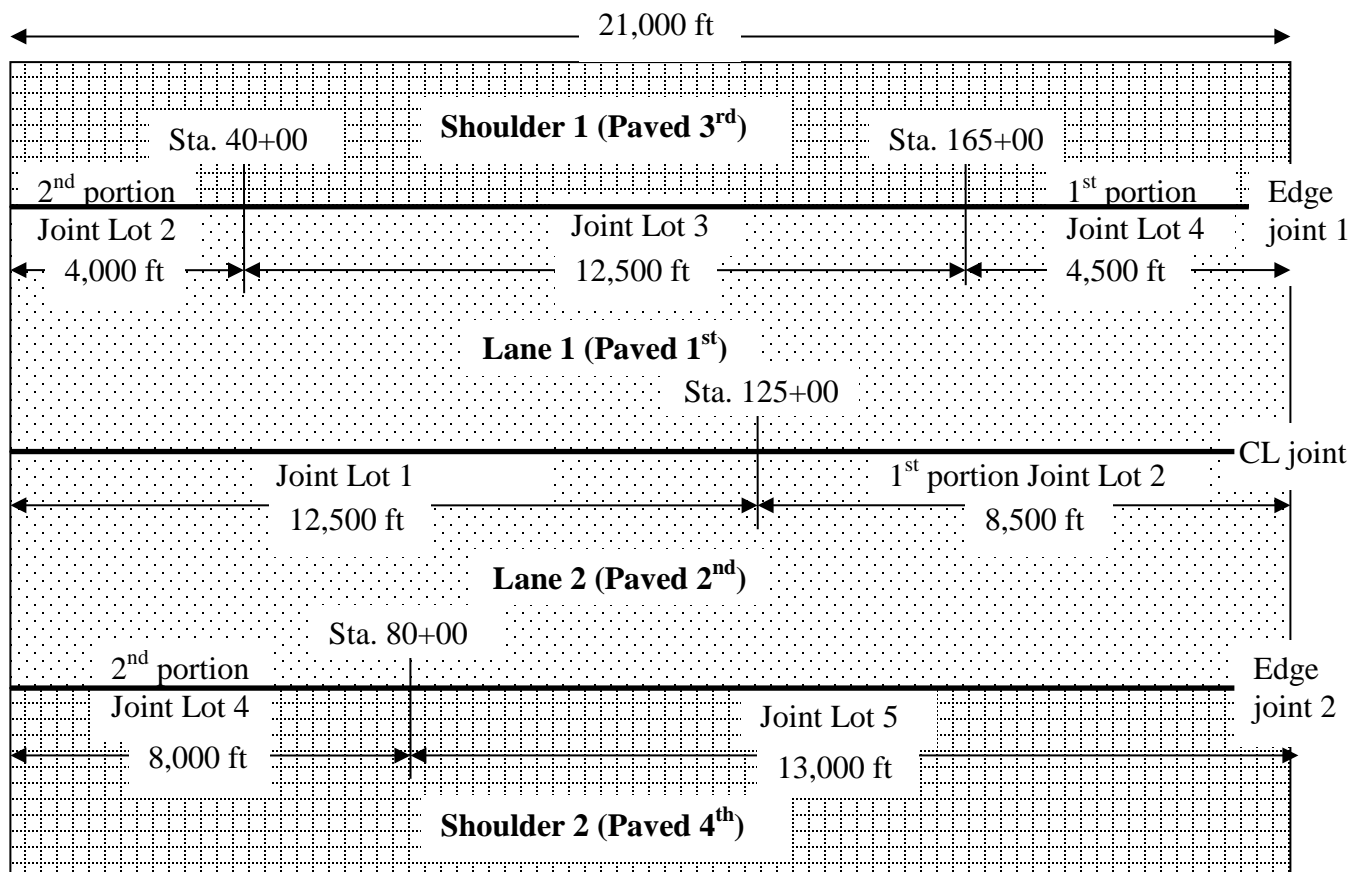 21,000 ft
Shoulder 1 (Paved 3rd)
Sta. 40+00
Sta. 165+00
2nd portion
Joint Lot 2
4,000 ft
Joint Lot 3
12,500 ft
1st portion
Joint Lot 4
4,500 ft
Edge
joint 1
Lane 1 (Paved 1st)
Sta. 125+00
CL joint
Joint Lot 1
12,500 ft
1st portion Joint Lot 2
8,500 ft
Lane 2 (Paved 2nd)
Sta. 80+00
2nd portion
Joint Lot 4
8,000 ft
Joint Lot 5
13,000 ft
Edge
joint 2
Shoulder 2 (Paved 4th)